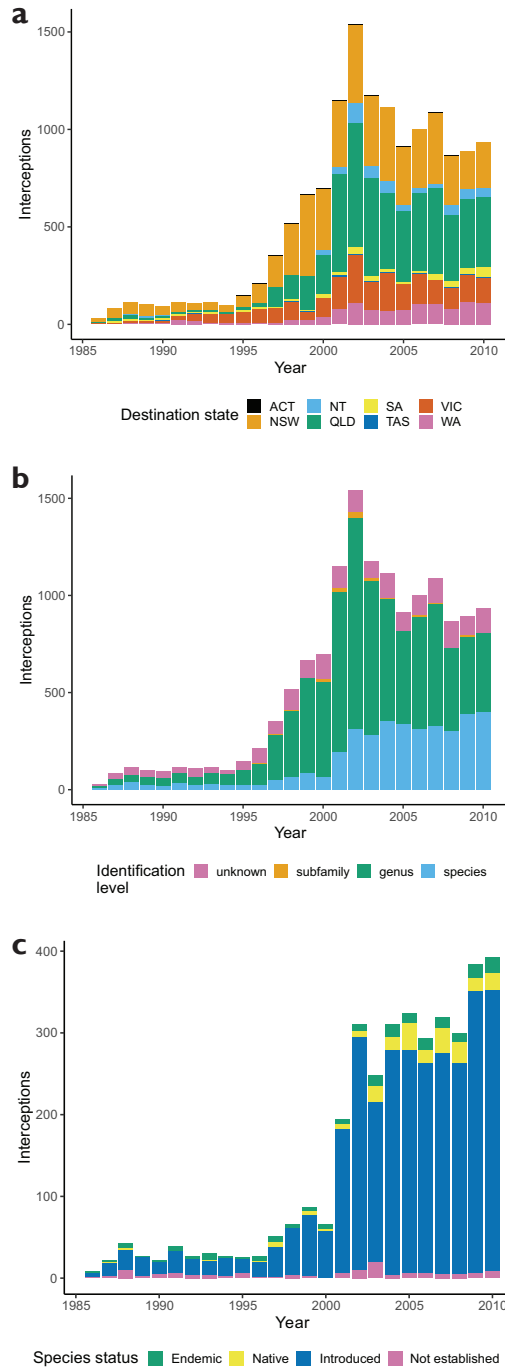 a
1500
1000
500
0
Interceptions
1985 1990 1995 2000 2005 2010
Year
Destination state
ACT NT SA VIC
NSW QLD TAS WA
b
1500
1000
500
0
Interceptions
1985 1990 1995 2000 2005 2010
Year
Identification level
unknown subfamily genus species
c
400
300
200
100
0
Interceptions
1985 1990 1995 2000 2005 2010
Year
Species status Endemic Native Introduced Not established